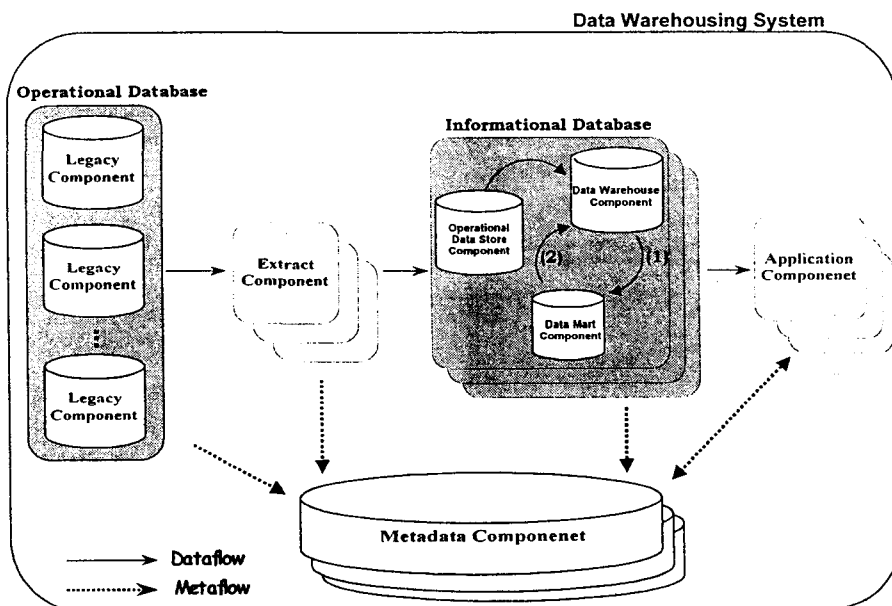 Data Warehousing System
Operational Database
Legacy
Component
Legacy
Component
Legacy
Component
Extract
Component
Informational Database
Operational
Data Store
Component
Data Warehouse
Component
(2)
(1)
Data Mart
Component
Application
Componenet
Metadata Componenet
Dataflow
Metaflow